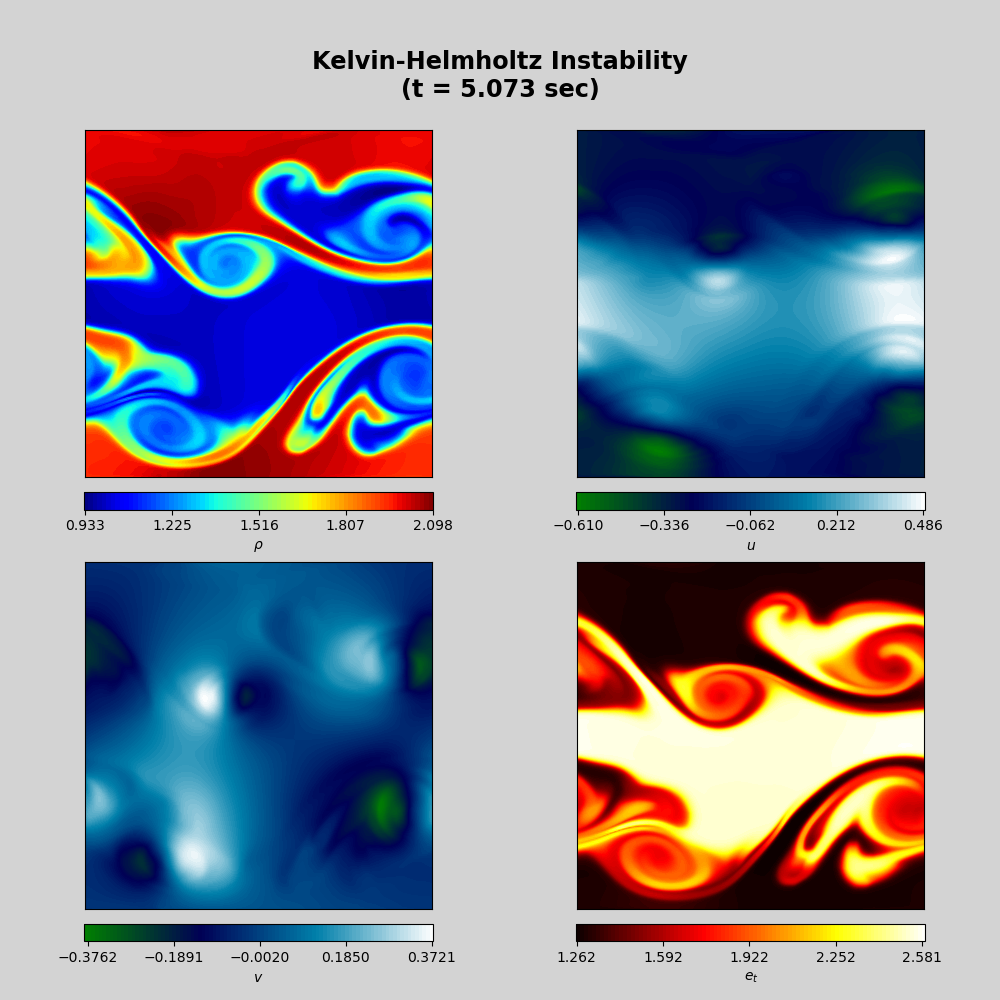 Kelvin-Helmholtz Instability
(t = 5.073 sec)
0.933 1.225 1.516 1.807 2.098
ρ
−0.610 −0.336 −0.062 0.212 0.486
u
−0.3762 −0.1891 −0.0020 0.1850 0.3721
v
1.262 1.592 1.922 2.252 2.581
e_t